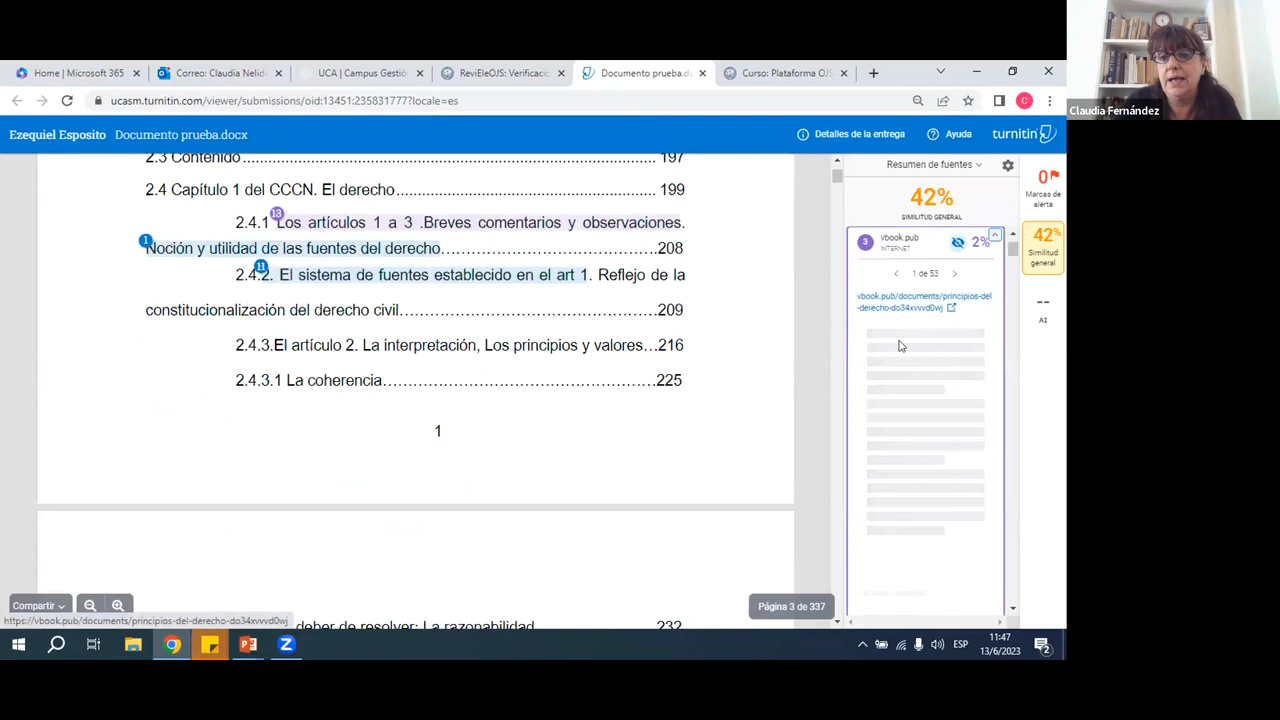 Home | Microsoft 365
Correo: Claudia Nelid
UCA | Campus Gestió
ReviEleOJS: Verificaci
Documento prueba.d
Curso: Plataforma OJS
ucasm.turnitin.com/viewer/submissions/oid:13451:235831777?locale=es
Claudia Fernández
Ezequiel Esposito Documento prueba.docx
Detalles de la entrega
Ayuda
turnitin
2.3 Contenido.................................................................. 197
2.4 Capítulo 1 del CCCN. El derecho.................................................. 199
13
2.4.1 Los artículos 1 a 3 .Breves comentarios y observaciones.
1
Noción y utilidad de las fuentes del derecho............................................208
11
2.4.2. El sistema de fuentes establecido en el art 1. Reflejo de la
constitucionalización del derecho civil...................................................209
2.4.3.El artículo 2. La interpretación, Los principios y valores…216
2.4.3.1 La coherencia......................................................225
1
deber de resolver: La razonabilidad 232
Resumen de fuentes
42%
SIMILITUD GENERAL
3 vbook.pub
INTERNET
2%
1 de 53
vbook.pub/documents/principios-del
-derecho-do34xvvvd0wj
0
Marcas de
alerta
42%
Similitud
general
--
AI
Compartir
Página 3 de 337
https://vbook.pub/documents/principios-del-derecho-do34xvvvd0wj
ESP
11:47
13/6/2023
2